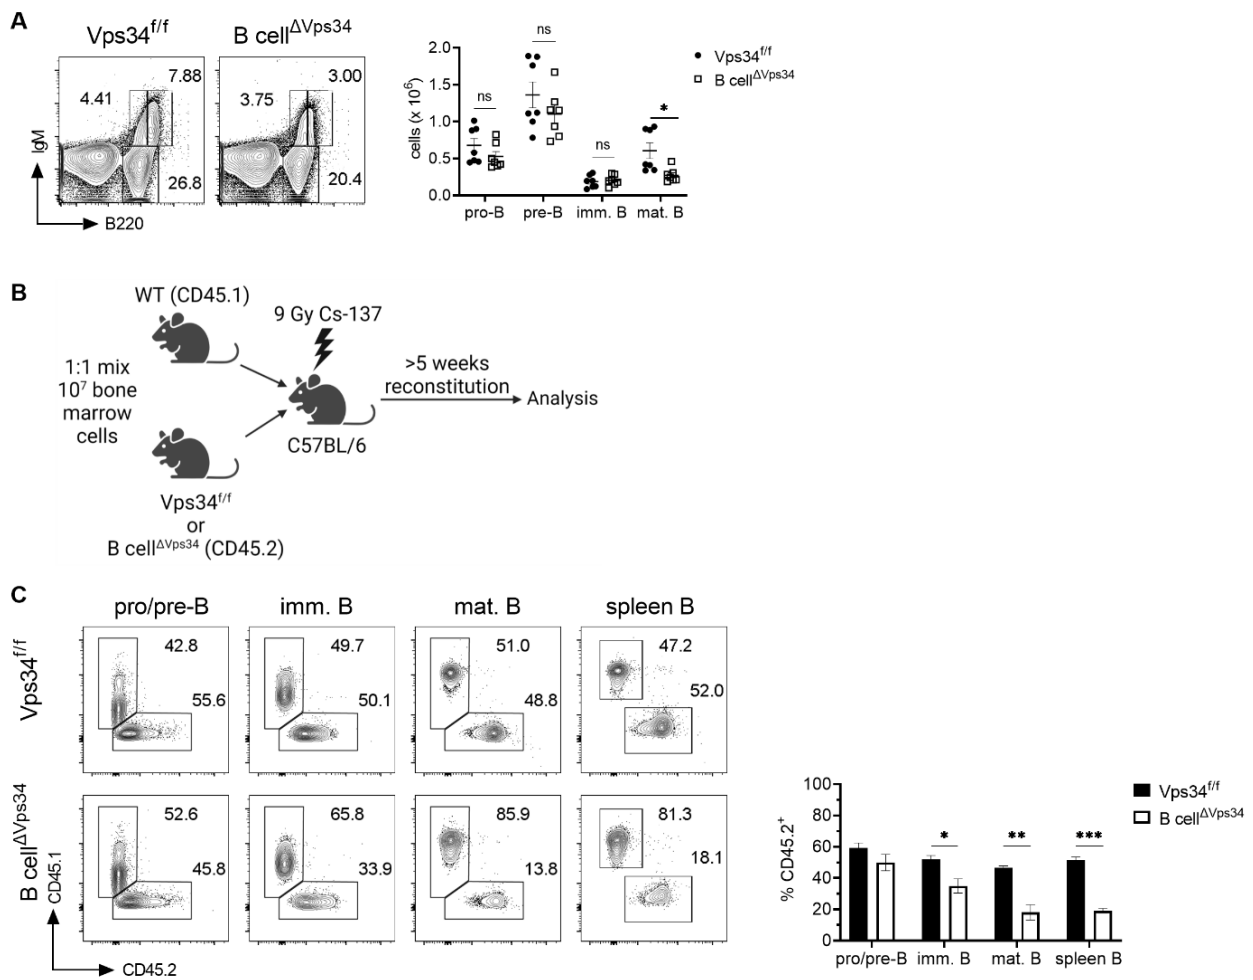 A
Vps34f/f
B cellΔVps34
7.88
4.41
26.8
3.00
3.75
20.4
IgM
B220
cells (x 10⁶)
2.0
1.5
1.0
0.5
0.0
ns
ns
ns
*
pro-B
pre-B
imm. B
mat. B
Vps34f/f
B cellΔVps34
B
WT (CD45.1)
9 Gy Cs-137
1:1 mix
10⁷ bone
marrow
cells
>5 weeks
reconstitution
Analysis
C57BL/6
Vps34f/f
or
B cellΔVps34 (CD45.2)
C
pro/pre-B
imm. B
mat. B
spleen B
Vps34f/f
42.8
55.6
49.7
50.1
51.0
48.8
47.2
52.0
B cellΔVps34
52.6
45.8
65.8
33.9
85.9
13.8
81.3
18.1
CD45.1
CD45.2
% CD45.2⁺
100
80
60
40
20
0
*
**
***
pro/pre-B
imm. B
mat. B
spleen B
Vps34f/f
B cellΔVps34